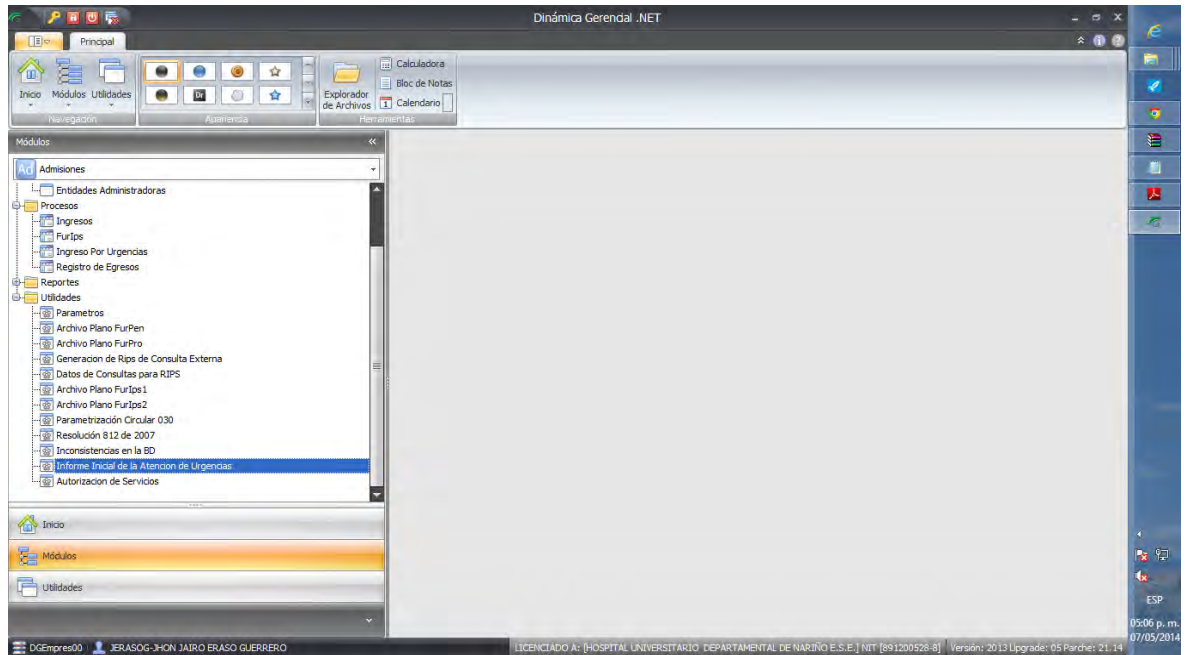 Dinámica Gerencial .NET
Principal
Inicio
Módulos
Utilidades
Navegación
Dr
Apariencia
Explorador de Archivos
Calculadora
Bloc de Notas
1 Calendario
Herramientas
Módulos
Ad Admisiones
Entidades Administradoras
Procesos
Ingresos
FurIps
Ingreso Por Urgencias
Registro de Egresos
Reportes
Utilidades
Parametros
Archivo Plano FurPen
Archivo Plano FurPro
Generacion de Rips de Consulta Externa
Datos de Consultas para RIPS
Archivo Plano FurIps1
Archivo Plano FurIps2
Parametrización Circular 030
Resolución 812 de 2007
Inconsistencias en la BD
Informe Inicial de la Atencion de Urgencias
Autorizacion de Servicios
Inicio
Módulos
Utilidades
ESP
05:06 p. m.
07/05/2014
DGEmpres00
JERASOG-JHON JAIRO ERASO GUERRERO
LICENCIADO A: [HOSPITAL UNIVERSITARIO DEPARTAMENTAL DE NARIÑO E.S.E.] NIT [891200528-8]
Versión: 2013 Upgrade: 05 Parche: 21.14